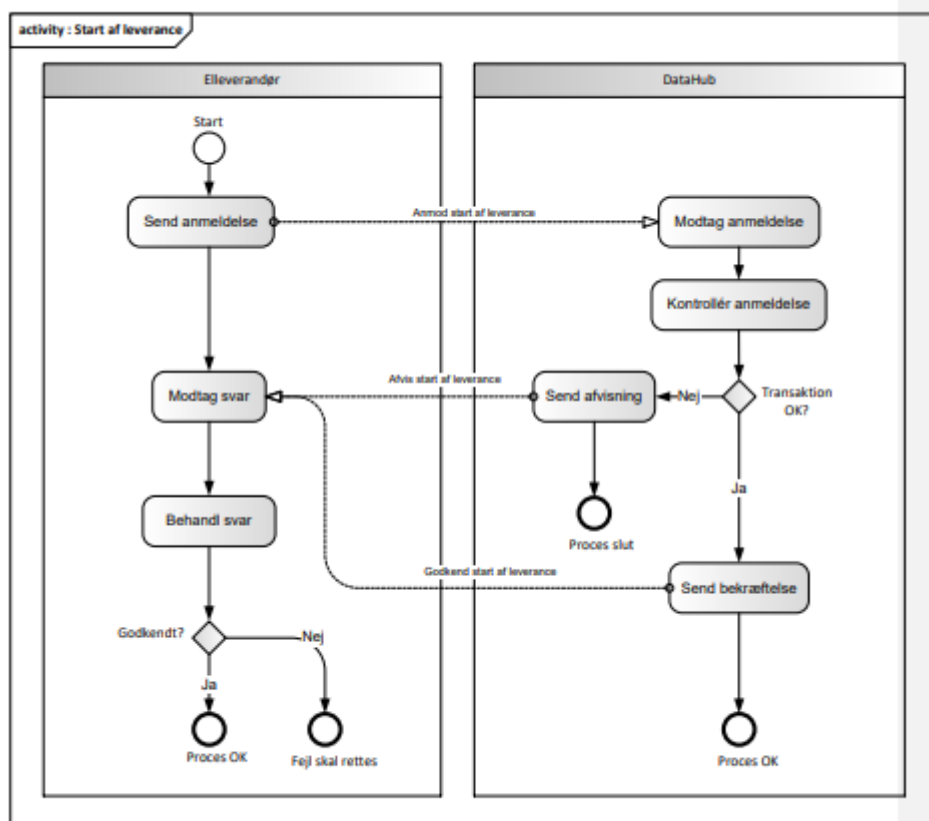 activity : Start af leverance
Elleverandør
DataHub
Start
Send anmeldelse
Anmod start af leverance
Modtag anmeldelse
Kontrollér anmeldelse
Afvis start af leverance
Modtag svar
Send afvisning
Nej
Transaktion
OK?
Ja
Behandl svar
Proces slut
Godkend start af leverance
Send bekræftelse
Godkendt?
Nej
Ja
Proces OK
Fejl skal rettes
Proces OK